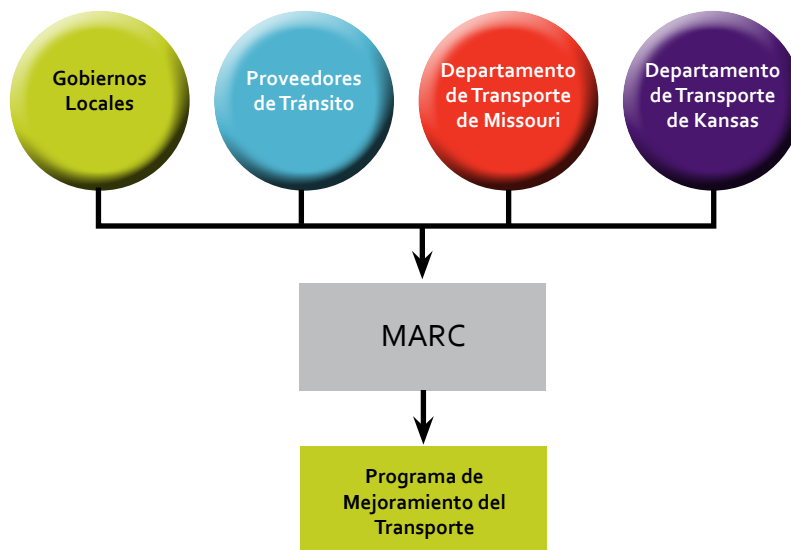 Gobiernos
Locales
Proveedores
de Tránsito
Departamento
de Transporte
de Missouri
Departamento
de Transporte
de Kansas
MARC
Programa de
Mejoramiento del
Transporte